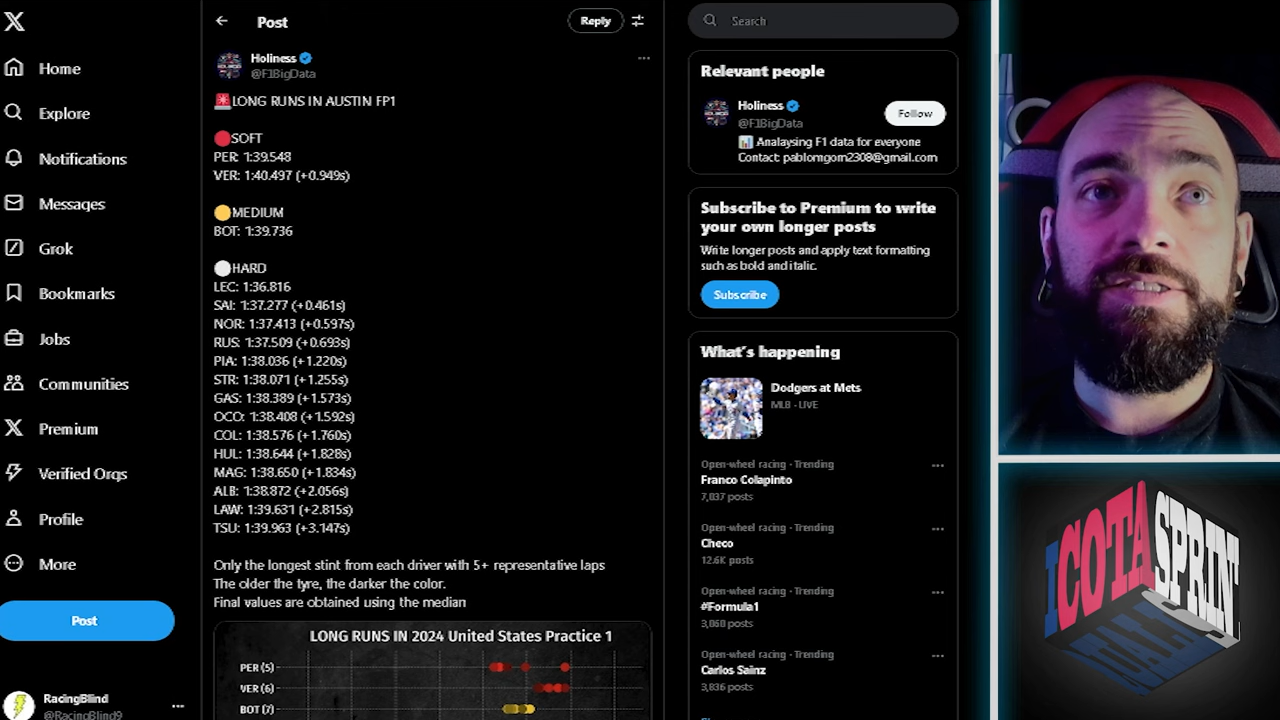 Home
Explore
Notifications
Messages
Grok
Bookmarks
Jobs
Communities
Premium
Verified Orgs
Profile
More
Post
RacingBlind
@RacingBlind9
Post
Reply
Holiness
@F1BigData
LONG RUNS IN AUSTIN FP1
SOFT
PER: 1:39.548
VER: 1:40.497 (+0.949s)
MEDIUM
BOT: 1:39.736
HARD
LEC: 1:36.816
SAI: 1:37.277 (+0.461s)
NOR: 1:37.413 (+0.597s)
RUS: 1:37.509 (+0.693s)
PIA: 1:38.036 (+1.220s)
STR: 1:38.071 (+1.255s)
GAS: 1:38.389 (+1.573s)
OCO: 1:38.408 (+1.592s)
COL: 1:38.576 (+1.760s)
HUL: 1:38.644 (+1.828s)
MAG: 1:38.650 (+1.834s)
ALB: 1:38.872 (+2.056s)
LAW: 1:39.631 (+2.815s)
TSU: 1:39.963 (+3.147s)
Only the longest stint from each driver with 5+ representative laps
The older the tyre, the darker the color.
Final values are obtained using the median
LONG RUNS IN 2024 United States Practice 1
PER (5)
VER (6)
BOT (7)
Search
Relevant people
Holiness
@F1BigData
Follow
Analaysing F1 data for everyone
Contact: pablomgom2308@gmail.com
Subscribe to Premium to write
your own longer posts
Write longer posts and apply text formatting
such as bold and italic.
Subscribe
What's happening
Dodgers at Mets
MLB · LIVE
Open-wheel racing · Trending
Franco Colapinto
7,037 posts
Open-wheel racing · Trending
Checo
12.6K posts
Open-wheel racing · Trending
#Formula1
3,060 posts
Open-wheel racing · Trending
Carlos Sainz
3,836 posts
COTA
SPRINT